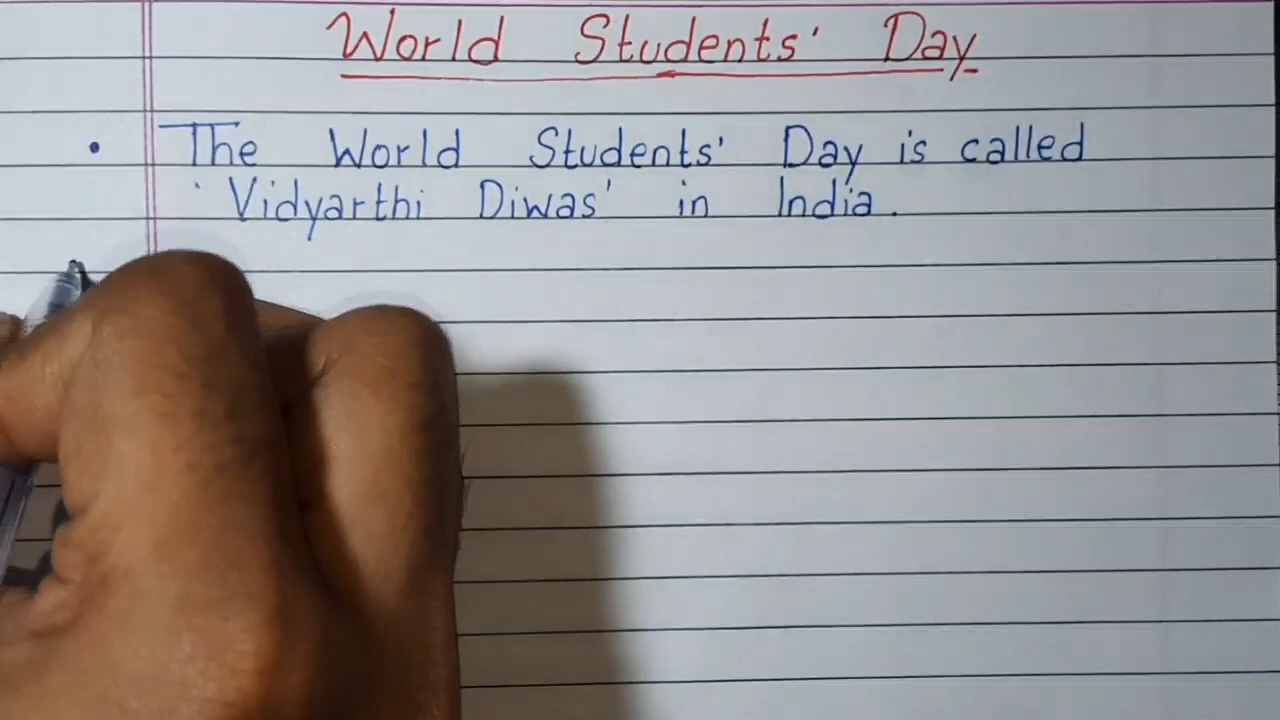 World Students' Day
• The World Students' Day is called
'Vidyarthi Diwas' in India.